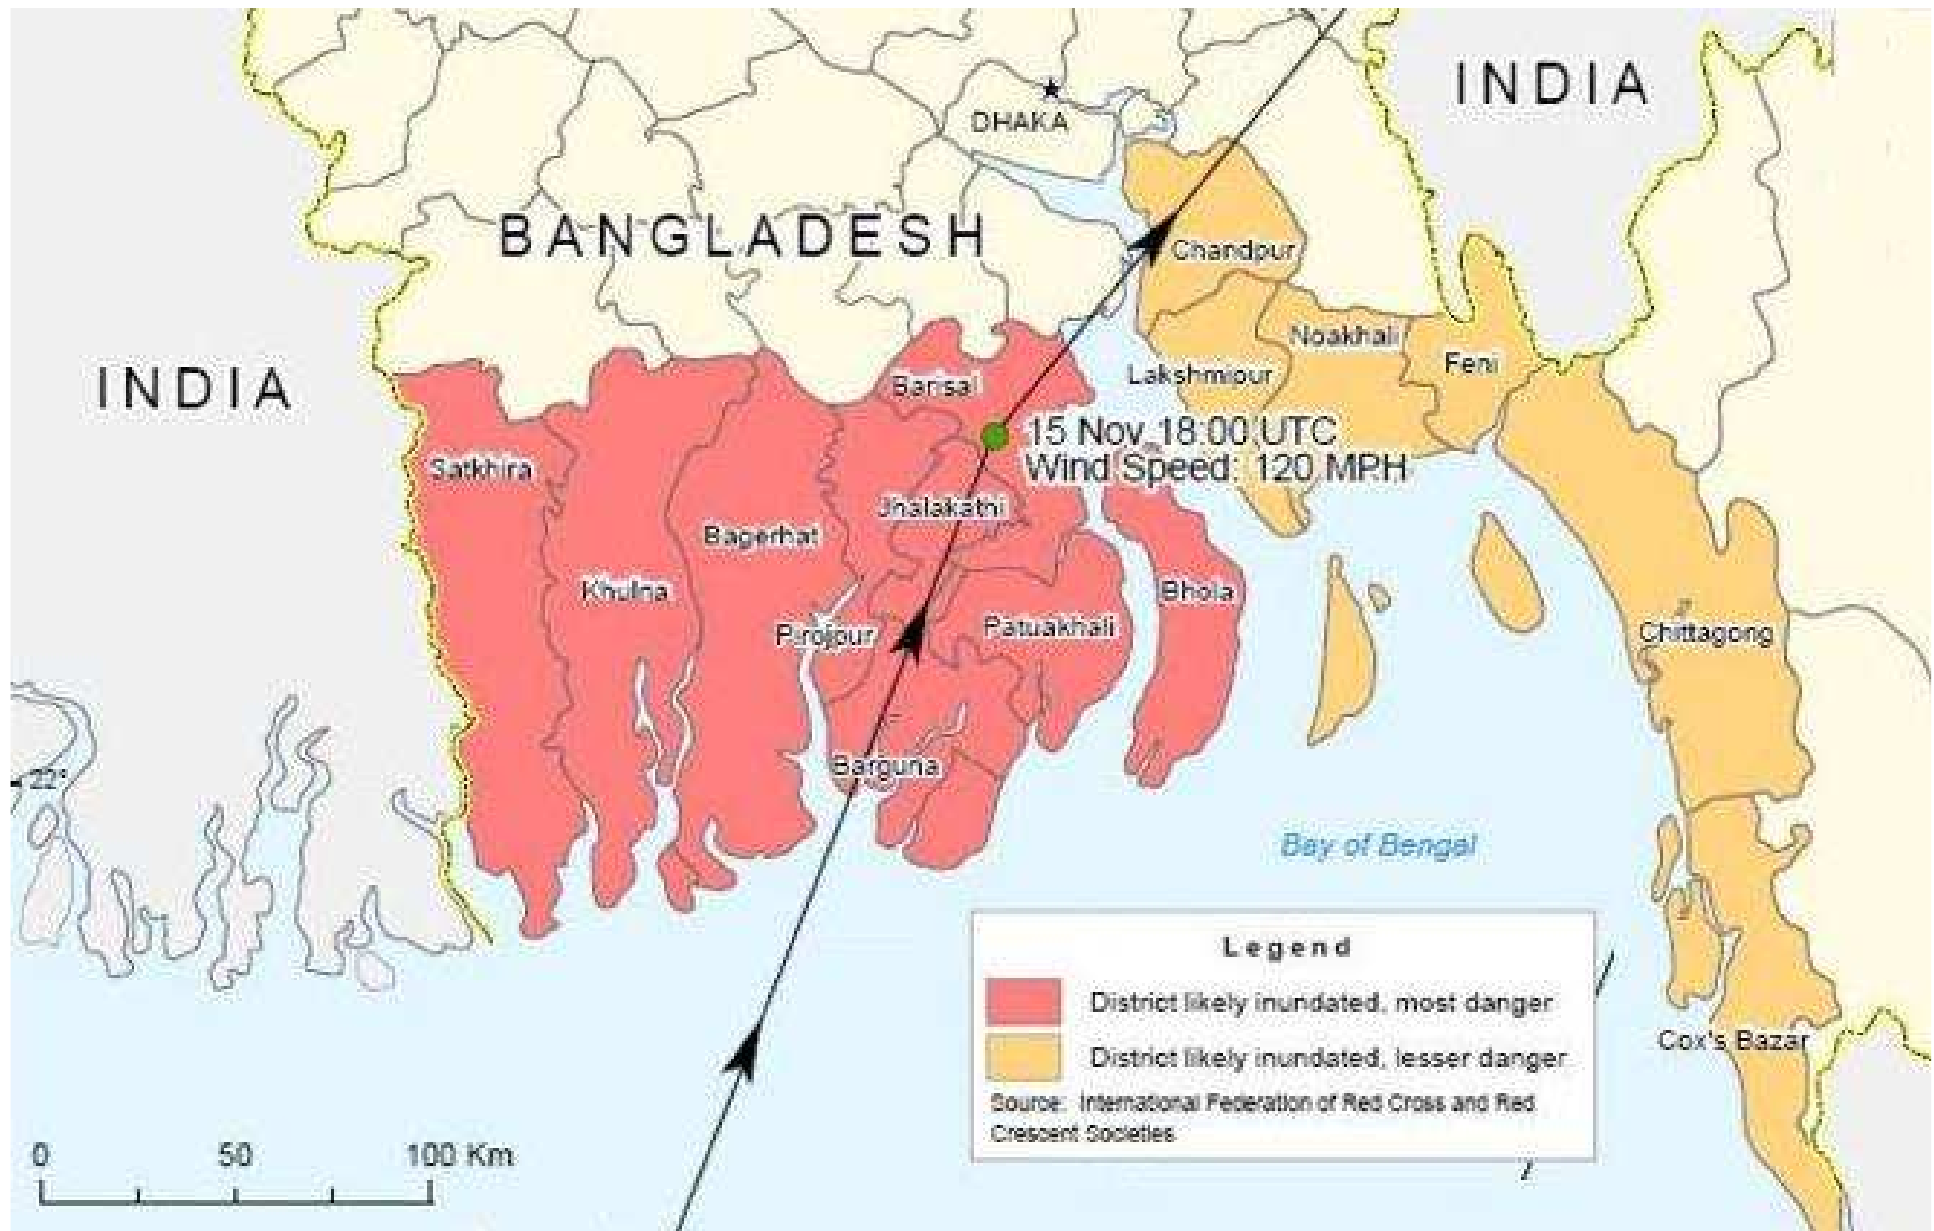 INDIA
DHAKA
BANGLADESH
Chandpur
Noakhali
Feni
INDIA
Lakshmipur
Barisal
15 Nov 18:00 UTC
Wind Speed: 120 MPH
Satkhira
Jhalakathi
Bagerhat
Khulna
Bhola
Pirojpur
Patuakhali
Chittagong
Barguna
22°
Bay of Bengal
Legend
District likely inundated, most danger
District likely inundated, lesser danger
Source: International Federation of Red Cross and Red
Crescent Societies
Cox's Bazar
0 50 100 Km